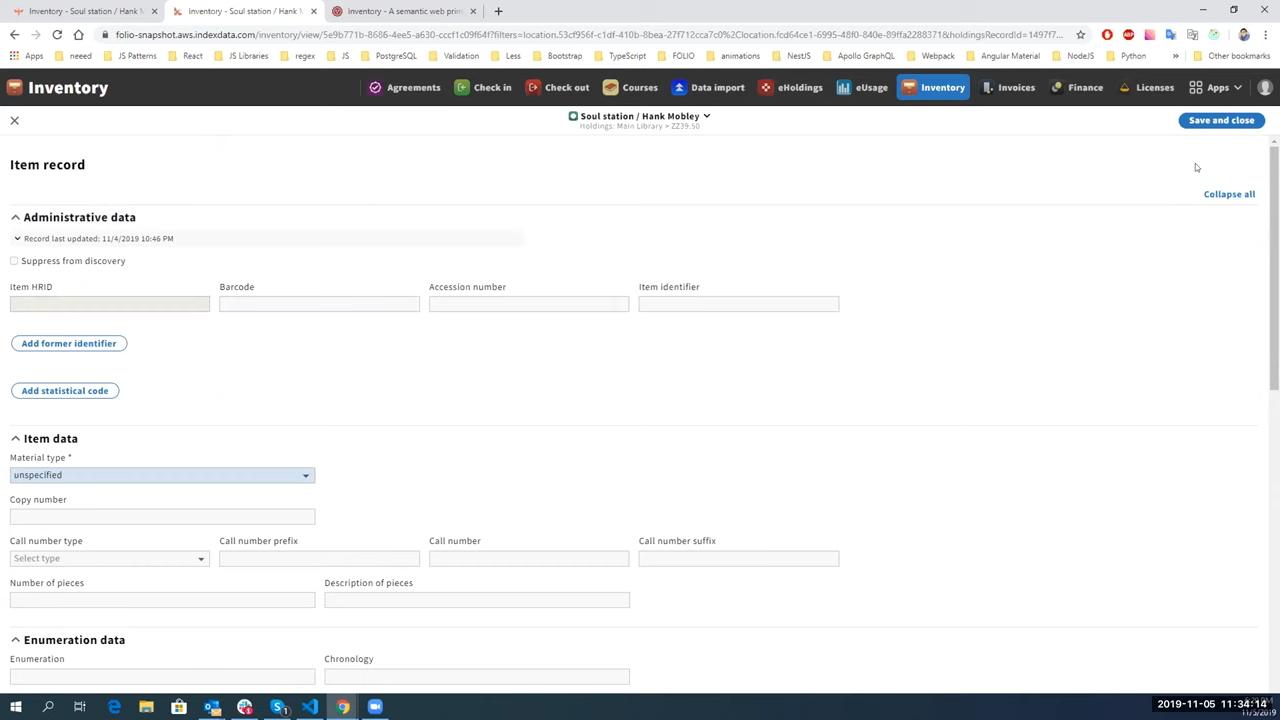 Inventory - Soul station / Hank M
Inventory - Soul station / Hank M
Inventory - A semantic web prim
folio-snapshot.aws.indexdata.com/inventory/view/5e9b771b-8686-4ee5-a630-cccf1c09f64f?filters=location.53cf956f-c1df-410b-8bea-27f712cca7c0%2Clocation.fcd64ce1-6995-48f0-840e-89ffa2288371&holdingsRecordId=1497f7...
Apps
neeed
JS Patterns
React
JS Libraries
regex
JS
PostgreSQL
Validation
Less
Bootstrap
TypeScript
FOLIO
animations
NestJS
Apollo GraphQL
Webpack
Angular Material
NodeJS
Python
Other bookmarks
Inventory
Agreements
Check in
Check out
Courses
Data import
eHoldings
eUsage
Inventory
Invoices
Finance
Licenses
Apps
Soul station / Hank Mobley
Holdings: Main Library > ZZ39.50
Save and close
Item record
Collapse all
Administrative data
Record last updated: 11/4/2019 10:46 PM
Suppress from discovery
Item HRID
Barcode
Accession number
Item identifier
Add former identifier
Add statistical code
Item data
Material type *
unspecified
Copy number
Call number type
Call number prefix
Call number
Call number suffix
Select type
Number of pieces
Description of pieces
Enumeration data
Enumeration
Chronology
2019-11-05 11:34:14
11/5/2019